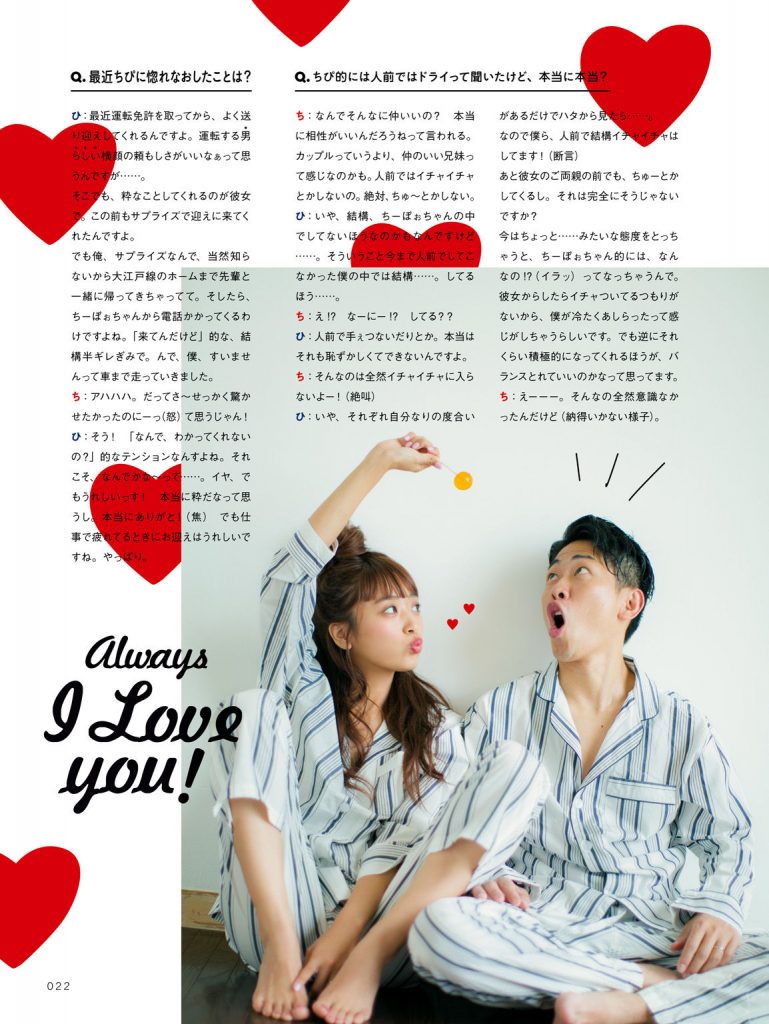 Q. 最近ちぴに惚れなおしたことは？
ひ：最近運転免許を取ってから、よく送
り迎えしてくれるんですよ。運転する男
らしい横顔の頼もしさがいいなぁって思
うんですが……。
そこでも、粋なことしてくれるのが彼女
で。この前もサプライズで迎えに来てく
れたんですよ。
でも俺、サプライズなんで、当然知ら
ないから大江戸線のホームまで先輩と
一緒に帰ってきちゃってて。そしたら、
ちーぽぉちゃんから電話かかってくるわ
けですよね。「来てんだけど」的な、結
構半ギレぎみで。んで、僕、すいませ
んって車まで走っていきました。
ち：アハハハ。だってさ～せっかく驚か
せたかったのにーっ(怒) て思うじゃん！
ひ：そう！　「なんで、わかってくれない
の？」的なテンションなんすよね。それ
こそ、なんでかな～って……。イヤ、で
もうれしいっす！　本当に粋だなって思
うし。本当にありがと！（焦）　でも仕
事で疲れてるときにお迎えはうれしいで
すね。やっぱり。
Q. ちぴ的には人前ではドライって聞いたけど、本当に本当？
ち：なんでそんなに仲いいの？　本当
に相性がいいんだろうねって言われる。
カップルっていうより、仲のいい兄妹っ
て感じなのかも。人前ではイチャイチャ
とかしないの。絶対、ちゅ～とかしない。
ひ：いや、結構、ちーぽぉちゃんの中
でしてないほうなのかもなんですけど
……。そういうこと今まで人前でしてこ
なかった僕の中では結構……。してる
ほう……。
ち：え !?　なーにー !?　してる？？
ひ：人前で手ぇつないだりとか。本当は
それも恥ずかしくてできないんですよ。
ち：そんなのは全然イチャイチャに入ら
ないよー！（絶叫）
ひ：いや、それぞれ自分なりの度合い
があるだけでハタから見たら……。
なので僕ら、人前で結構イチャイチャは
してます！（断言）
あと彼女のご両親の前でも、ちゅーとか
してくるし。それは完全にそうじゃない
ですか？
今はちょっと……みたいな態度をとっち
ゃうと、ちーぽぉちゃん的には、なん
なの !?（イラッ） ってなっちゃうんで。
彼女からしたらイチャついてるつもりが
ないから、僕が冷たくあしらったって感
じがしちゃうらしいです。でも逆にそれ
くらい積極的になってくれるほうが、バ
ランスとれていいのかなって思ってます。
ち：えーーー。そんなの全然意識なか
ったんだけど（納得いかない様子）。
Always
I Love
you!
022